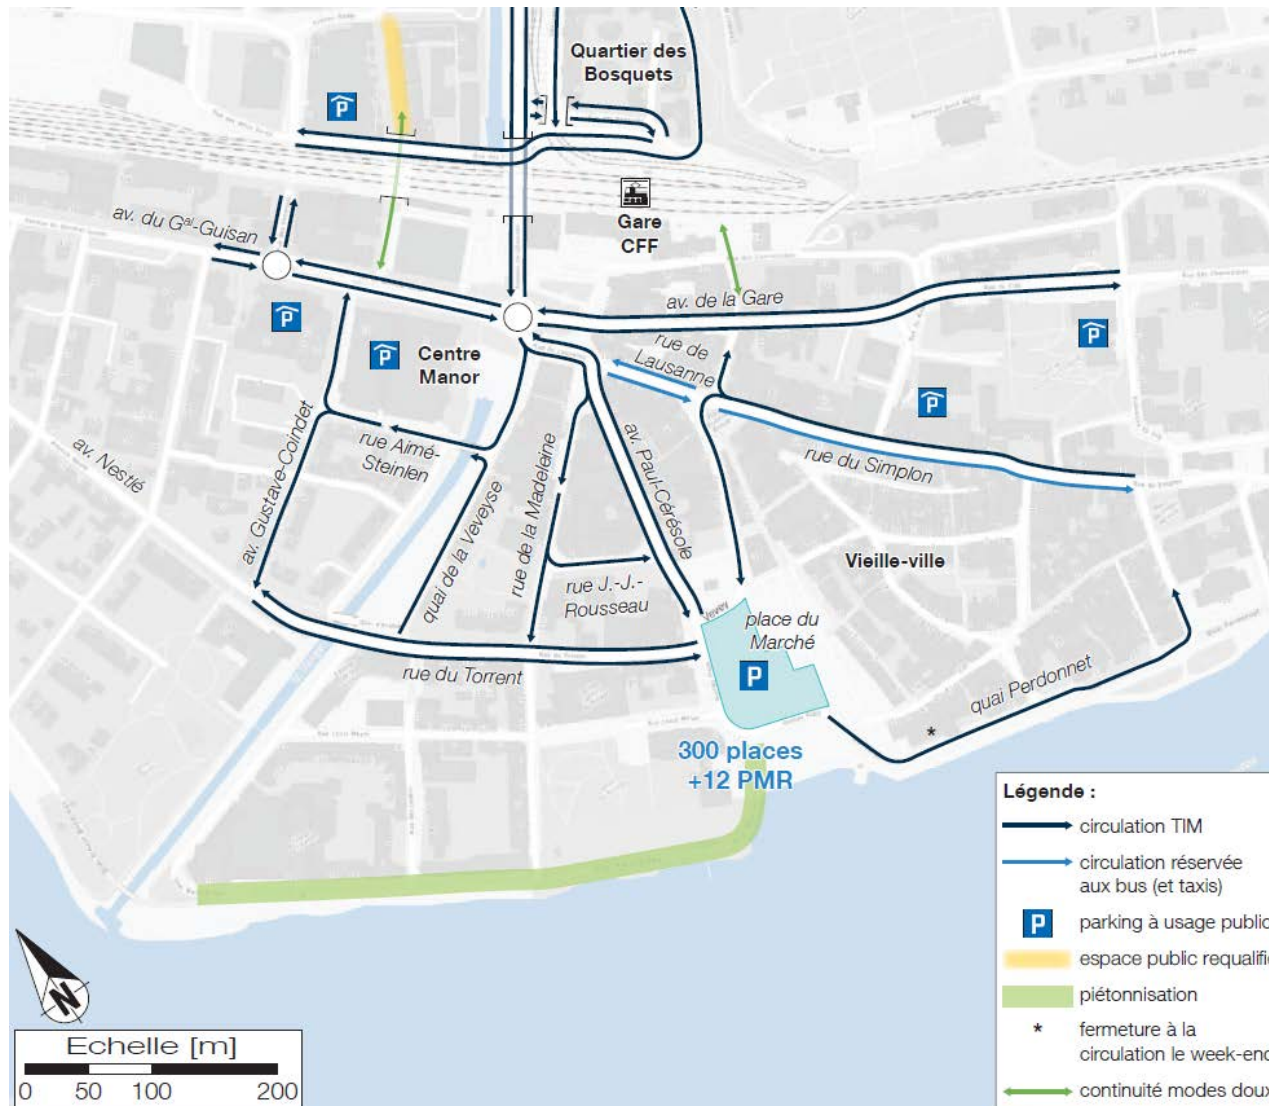 Quartier des
Bosquets
P
Gare
CFF
av. du Gal-Guisan
av. de la Gare
P
P
Centre
Manor
rue de
Lausanne
P
P
av. Nestlé
av. Gustave-Coindet
rue Aimé-
Steinlen
quai de la Veveyse
rue de la Madeleine
av. Paul-Cérésole
rue du Simplon
rue J.-J.-
Rousseau
Vieille-ville
place du
Marché
P
rue du Torrent
quai Perdonnet
*
300 places
+12 PMR
Légende :
circulation TIM
circulation réservée
aux bus (et taxis)
P
parking à usage public
espace public requalifié
piétonnisation
*
fermeture à la
circulation le week-end
continuité modes doux
N
Echelle [m]
0 50 100 200